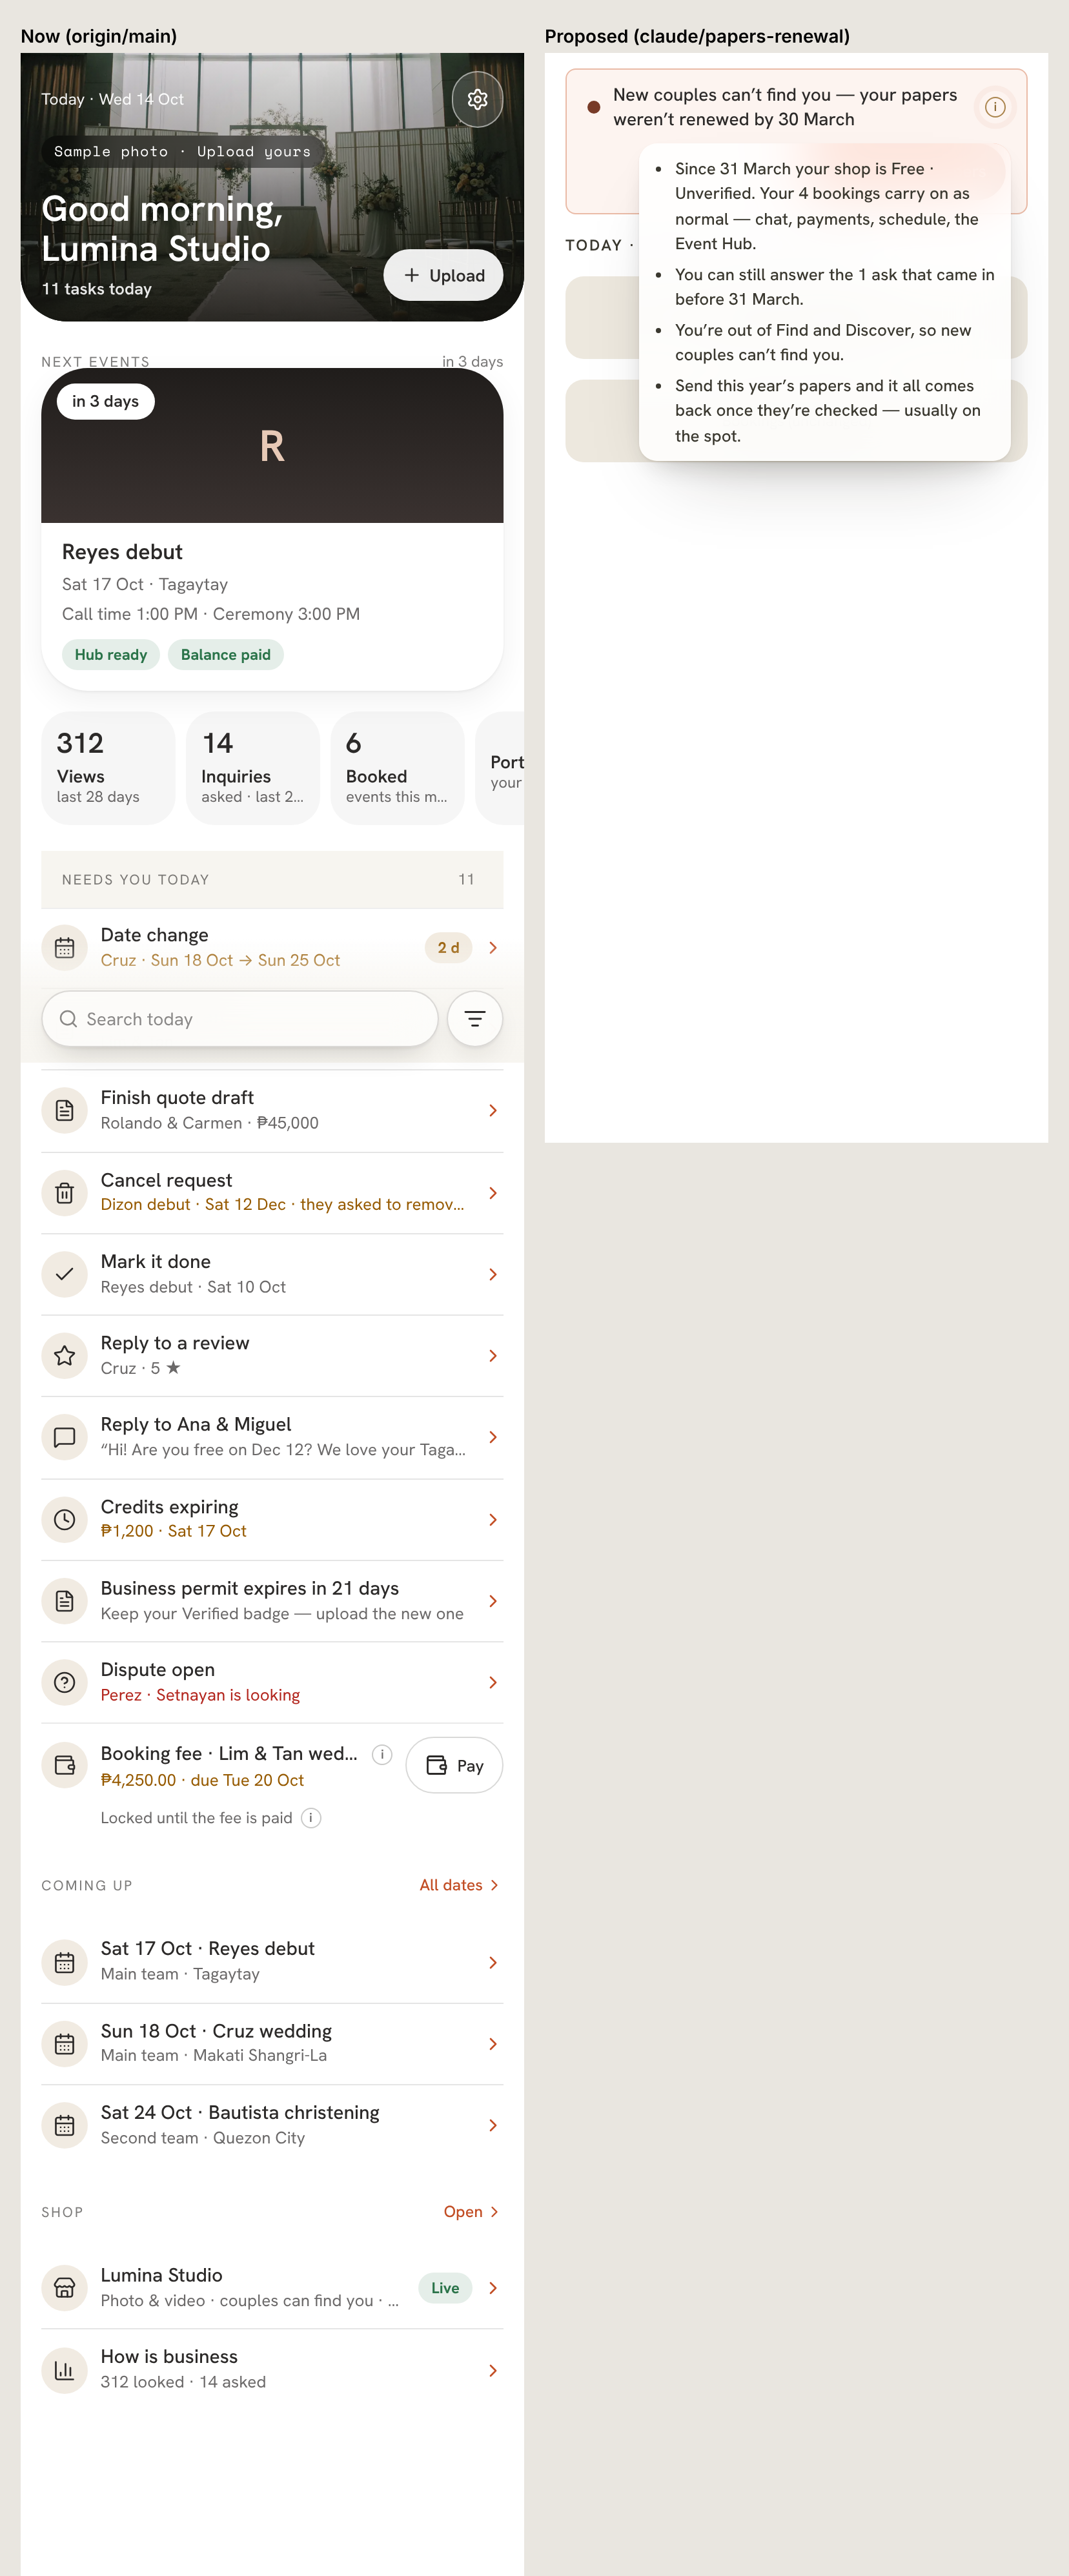 Now (origin/main)
Today · Wed 14 Oct
Sample photo · Upload yours
Good morning,
Lumina Studio
11 tasks today
Upload
NEXT EVENTS
in 3 days
in 3 days
R
Reyes debut
Sat 17 Oct · Tagaytay
Call time 1:00 PM · Ceremony 3:00 PM
Hub ready
Balance paid
312
Views
last 28 days
14
Inquiries
asked · last 2...
6
Booked
events this m...
Port
your
NEEDS YOU TODAY
11
Date change
Cruz · Sun 18 Oct → Sun 25 Oct
2 d
Search today
Finish quote draft
Rolando & Carmen · ₱45,000
Cancel request
Dizon debut · Sat 12 Dec · they asked to remov...
Mark it done
Reyes debut · Sat 10 Oct
Reply to a review
Cruz · 5 ★
Reply to Ana & Miguel
“Hi! Are you free on Dec 12? We love your Taga...
Credits expiring
₱1,200 · Sat 17 Oct
Business permit expires in 21 days
Keep your Verified badge — upload the new one
Dispute open
Perez · Setnayan is looking
Booking fee · Lim & Tan wed...
i
Pay
₱4,250.00 · due Tue 20 Oct
Locked until the fee is paid
i
COMING UP
All dates
Sat 17 Oct · Reyes debut
Main team · Tagaytay
Sun 18 Oct · Cruz wedding
Main team · Makati Shangri-La
Sat 24 Oct · Bautista christening
Second team · Quezon City
SHOP
Open
Lumina Studio
Photo & video · couples can find you · ...
Live
How is business
312 looked · 14 asked
Proposed (claude/papers-renewal)
New couples can’t find you — your papers
weren’t renewed by 30 March
i
• Since 31 March your shop is Free ·
Unverified. Your 4 bookings carry on as
normal — chat, payments, schedule, the
Event Hub.
• You can still answer the 1 ask that came in
before 31 March.
• You’re out of Find and Discover, so new
couples can’t find you.
• Send this year’s papers and it all comes
back once they’re checked — usually on
the spot.
TODAY ·